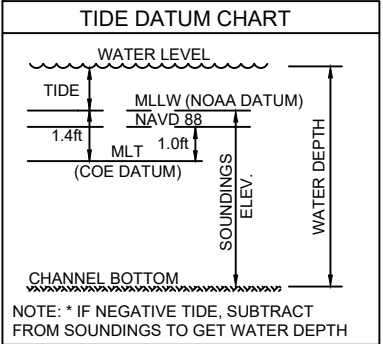 TIDE DATUM CHART
WATER LEVEL
TIDE
MLLW (NOAA DATUM)
NAVD 88
1.4ft
1.0ft
MLT
(COE DATUM)
SOUNDINGS
ELEV.
WATER DEPTH
CHANNEL BOTTOM
NOTE: * IF NEGATIVE TIDE, SUBTRACT
FROM SOUNDINGS TO GET WATER DEPTH